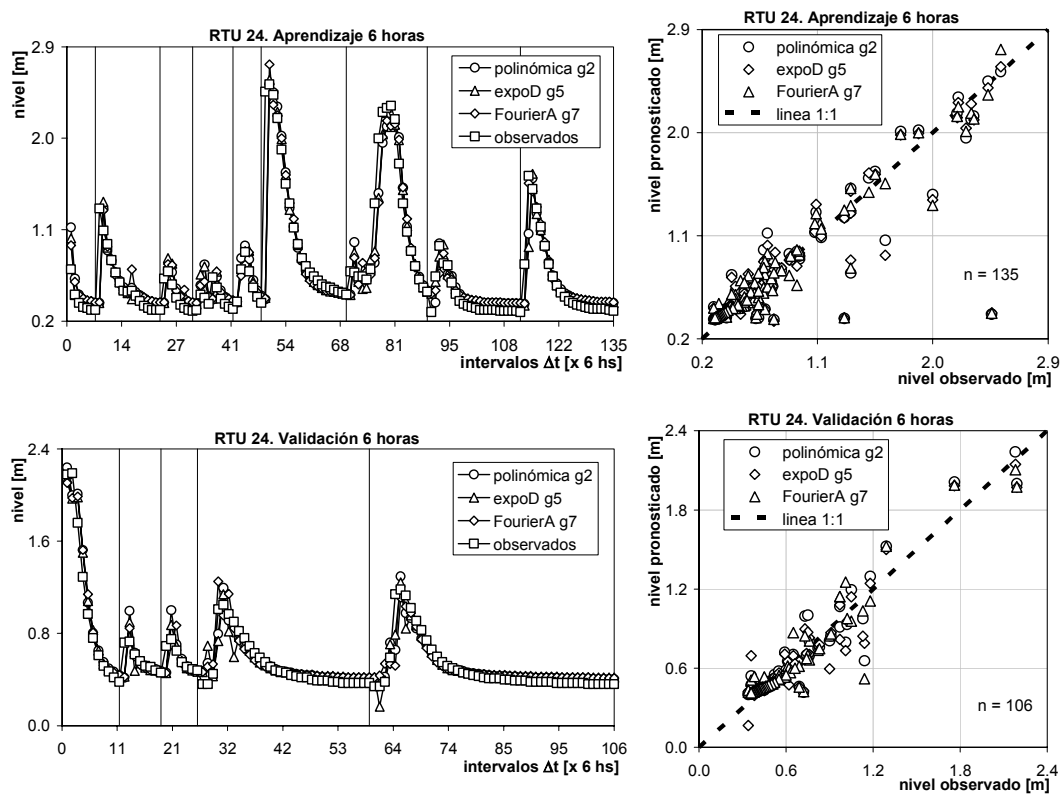 RTU 24. Aprendizaje 6 horas
nivel [m]
2.9
2.0
1.1
0.2
polinómica g2
expoD g5
FourierA g7
observados
0 14 27 41 54 68 81 95 108 122 135
intervalos Δt [x 6 hs]
RTU 24. Aprendizaje 6 horas
nivel pronosticado [m]
2.9
2.0
1.1
0.2
polinómica g2
expoD g5
FourierA g7
linea 1:1
n = 135
0.2 1.1 2.0 2.9
nivel observado [m]
RTU 24. Validación 6 horas
nivel [m]
2.4
1.6
0.8
0.0
polinómica g2
expoD g5
FourierA g7
observados
0 11 21 32 42 53 64 74 85 95 106
intervalos Δt [x 6 hs]
RTU 24. Validación 6 horas
nivel pronosticado [m]
2.4
1.8
1.2
0.6
0.0
polinómica g2
expoD g5
FourierA g7
linea 1:1
n = 106
0.0 0.6 1.2 1.8 2.4
nivel observado [m]